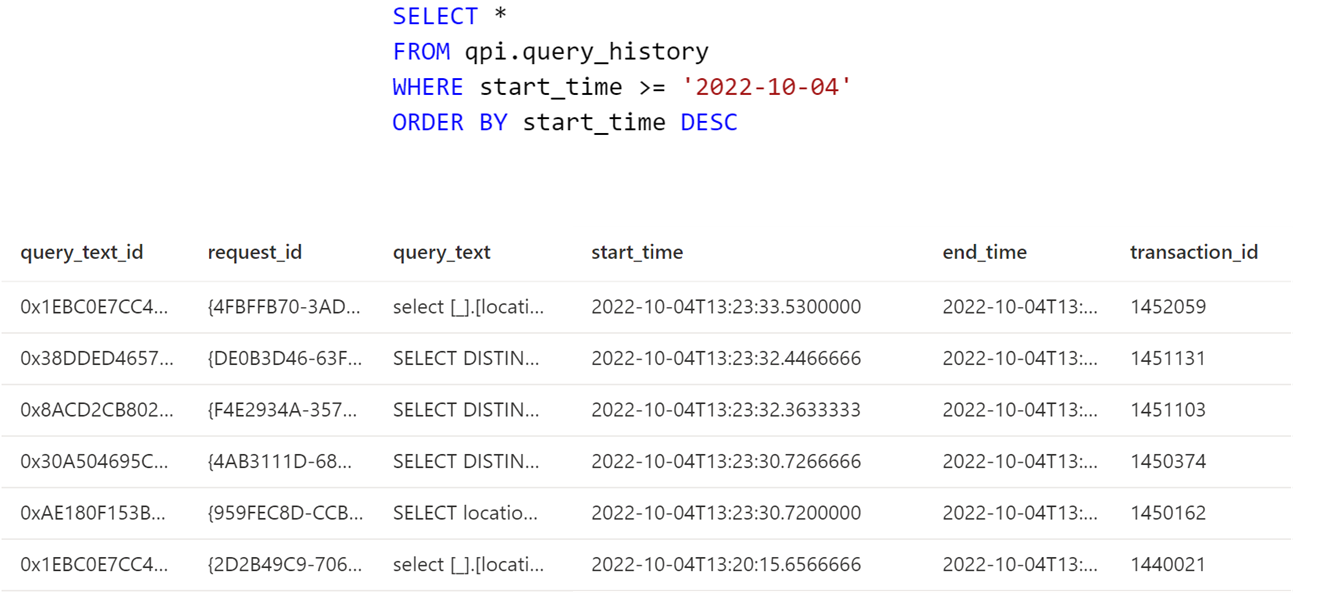 SELECT *
FROM qpi.query_history
WHERE start_time >= '2022-10-04'
ORDER BY start_time DESC
query_text_id request_id query_text start_time end_time transaction_id
0x1EBC0E7CC4... {4FBFFB70-3AD... select [_].[locati... 2022-10-04T13:23:33.5300000 2022-10-04T13:... 1452059
0x38DDED4657... {DE0B3D46-63F... SELECT DISTIN... 2022-10-04T13:23:32.4466666 2022-10-04T13:... 1451131
0x8ACD2CB802... {F4E2934A-357... SELECT DISTIN... 2022-10-04T13:23:32.3633333 2022-10-04T13:... 1451103
0x30A504695C... {4AB3111D-68... SELECT DISTIN... 2022-10-04T13:23:30.7266666 2022-10-04T13:... 1450374
0xAE180F153B... {959FEC8D-CCB... SELECT locatio... 2022-10-04T13:23:30.7200000 2022-10-04T13:... 1450162
0x1EBC0E7CC4... {2D2B49C9-706... select [_].[locati... 2022-10-04T13:20:15.6566666 2022-10-04T13:... 1440021